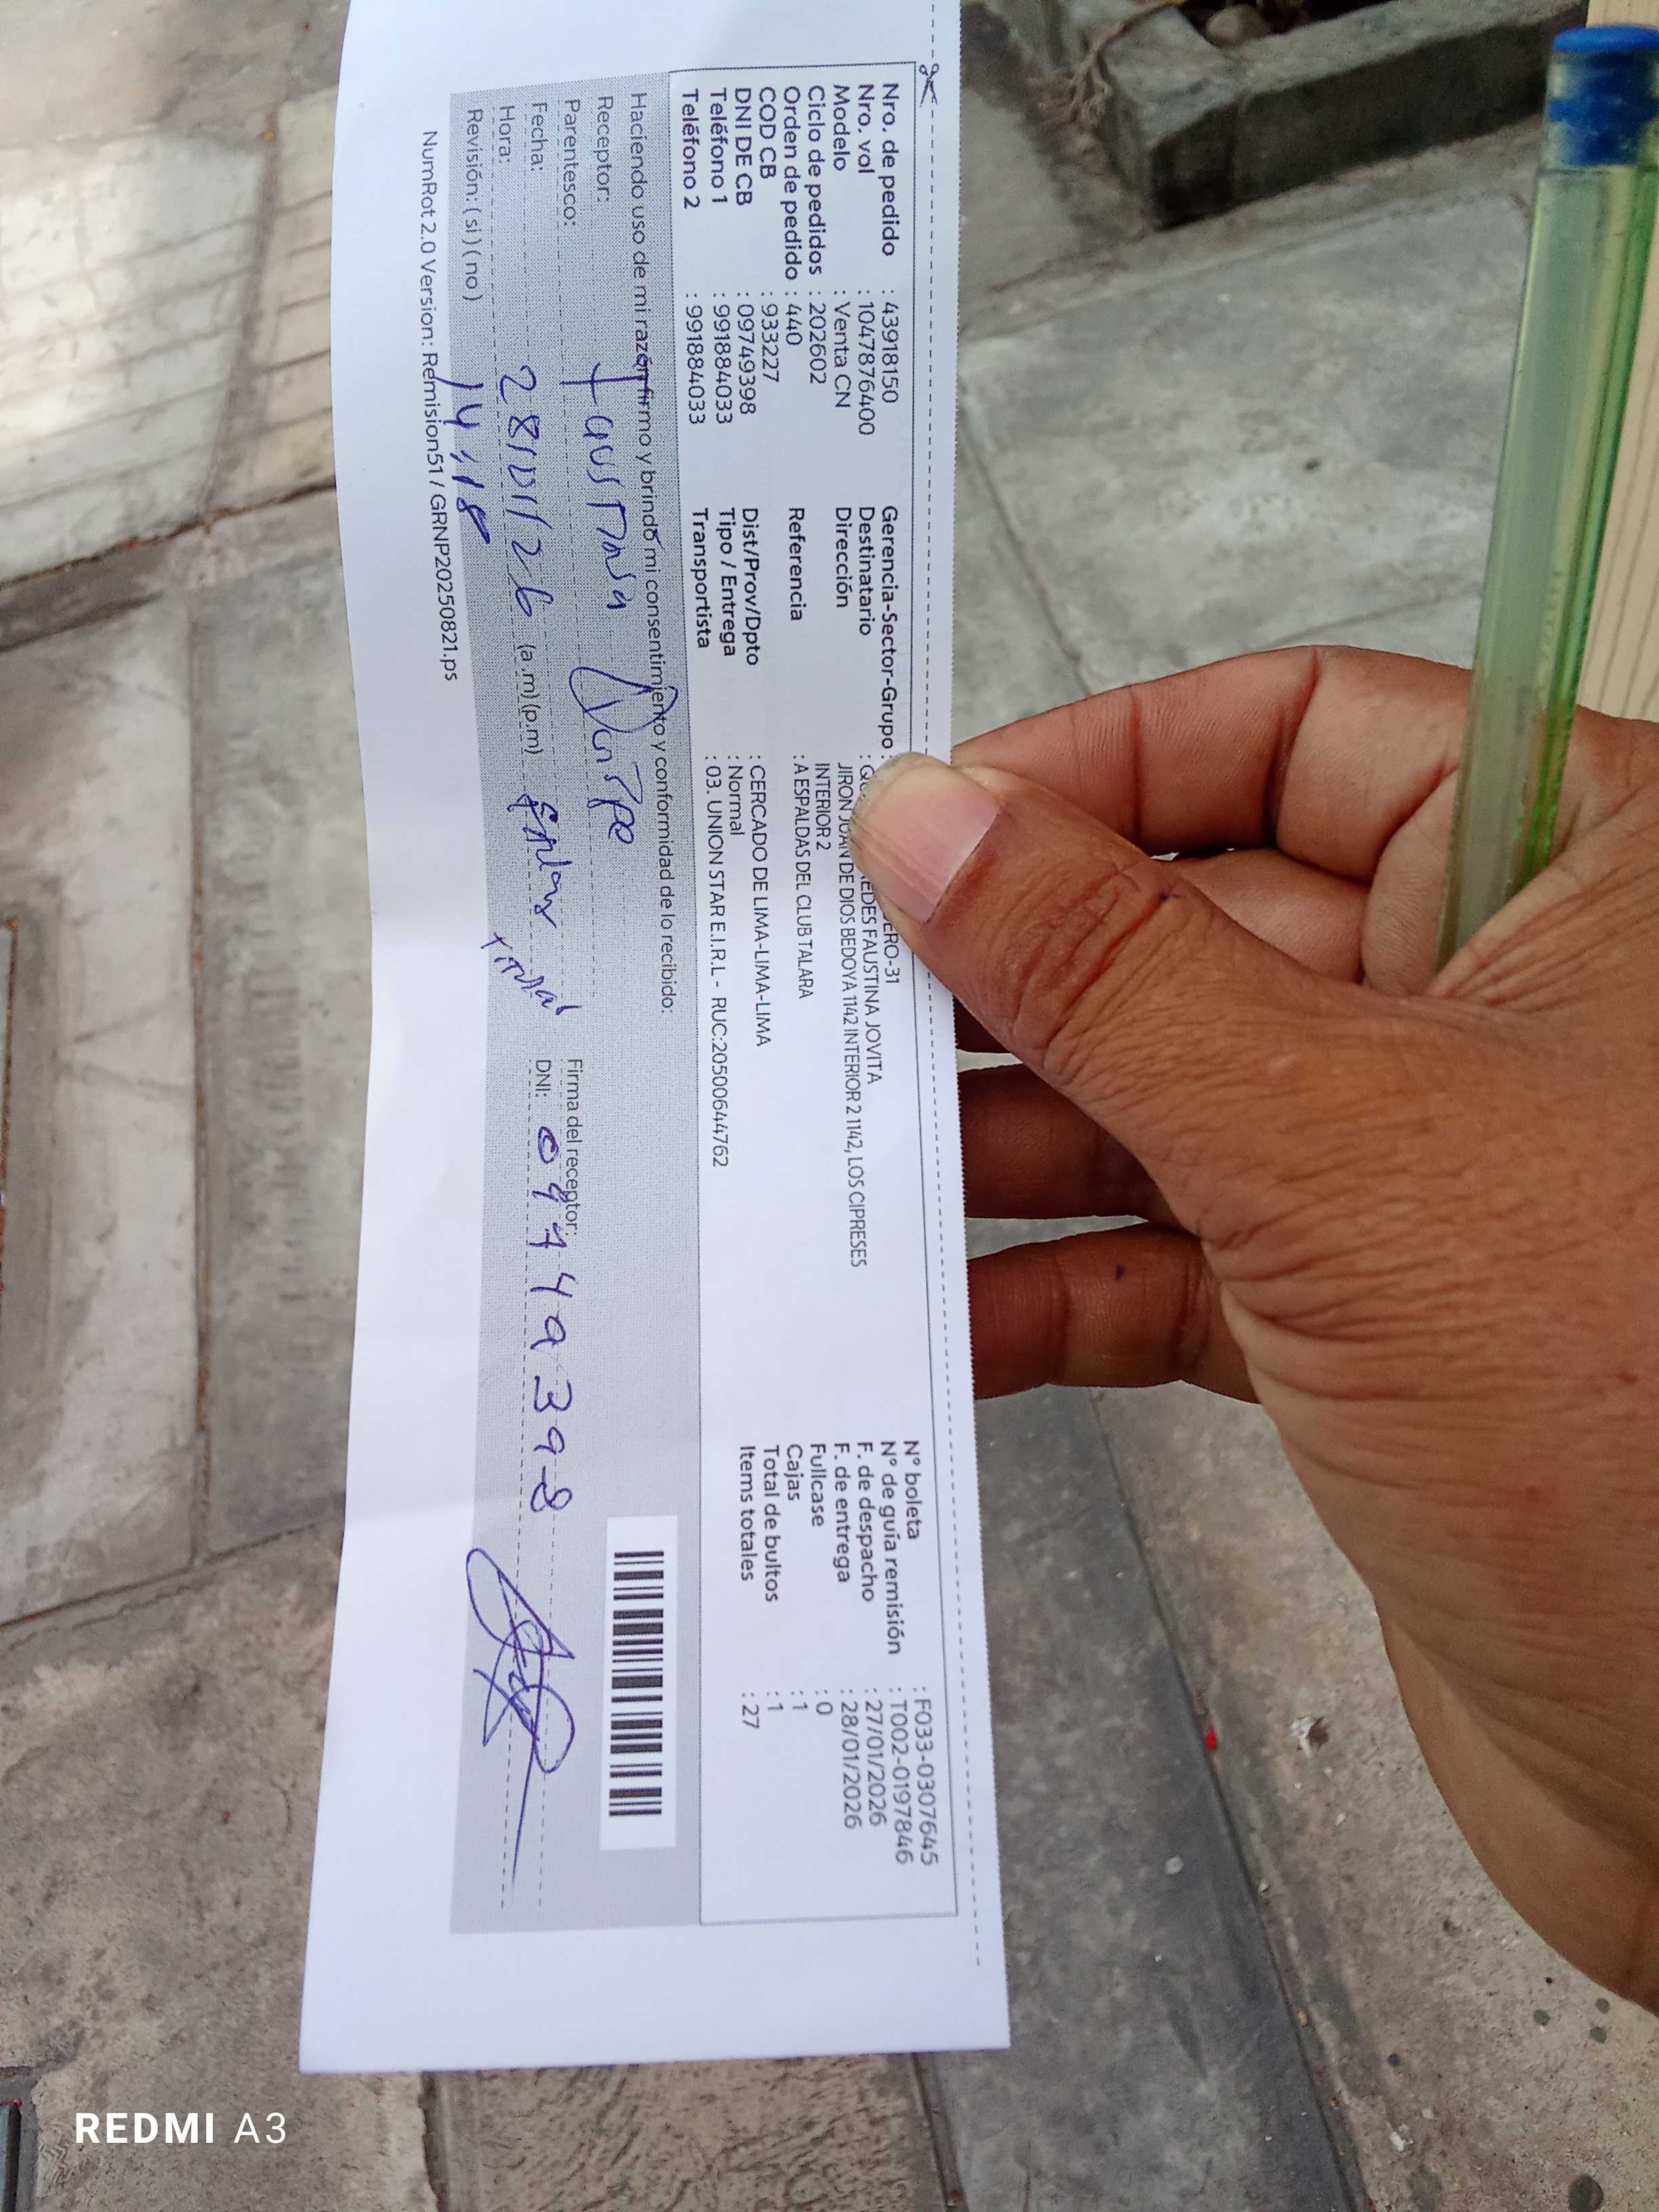 Nro. de pedido : 43918150
Nro. vol : 1047876400
Modelo : Venta CN
Ciclo de pedidos : 202602
Orden de pedido : 440
COD CB : 933227
DNI DE CB : 09749398
Teléfono 1 : 991884033
Teléfono 2 : 991884033
Gerencia-Sector-Grupo : ERO-31
Destinatario : EDES FAUSTINA JOVITA
Dirección JIRON JUAN DE DIOS BEDOYA 1142 INTERIOR 2 1142, LOS CIPRESES
INTERIOR 2
Referencia : A ESPALDAS DEL CLUB TALARA
Dist/Prov/Dpto : CERCADO DE LIMA-LIMA-LIMA
Tipo / Entrega : Normal
Transportista : 03. UNION STAR E.I.R.L - RUC:20500644762
N° boleta : F033-0307645
N° de guía remisión : T002-0197846
F. de despacho : 27/01/2026
F. de entrega : 28/01/2026
Fullcase : 0
Cajas : 1
Total de bultos : 1
Items totales : 27
Haciendo uso de mi razón firmo y brindo mi consentimiento y conformidad de lo recibido:
Receptor: Faustina Quispe
Parentesco:
Fecha: 28/01/26 (a.m)(p.m)
Hora: 14:18
titular
Revisión: ( si ) ( no )
Firma del receptor:
DNI: 09749398
NumRot 2.0 Version: Remision51 / GRNP20250821.ps
REDMI A3